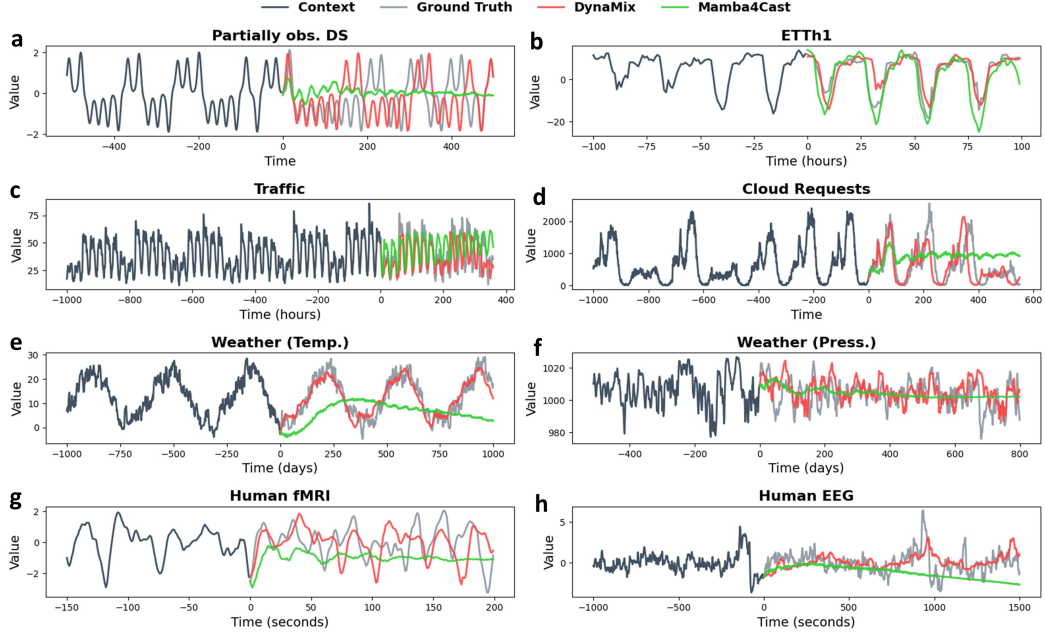 Context Ground Truth DynaMix Mamba4Cast
a Partially obs. DS
Value
2
0
−2
−400 −200 0 200 400
Time
b ETTh1
Value
0
−20
−100 −75 −50 −25 0 25 50 75 100
Time (hours)
c Traffic
Value
75
50
25
−1000 −800 −600 −400 −200 0 200 400
Time (hours)
d Cloud Requests
Value
2000
1000
0
−1000 −800 −600 −400 −200 0 200 400 600
Time
e Weather (Temp.)
Value
30
20
10
0
−1000 −750 −500 −250 0 250 500 750 1000
Time (days)
f Weather (Press.)
Value
1020
1000
980
−400 −200 0 200 400 600 800
Time (days)
g Human fMRI
Value
2
0
−2
−150 −100 −50 0 50 100 150 200
Time (seconds)
h Human EEG
Value
5
0
−1000 −500 0 500 1000 1500
Time (seconds)